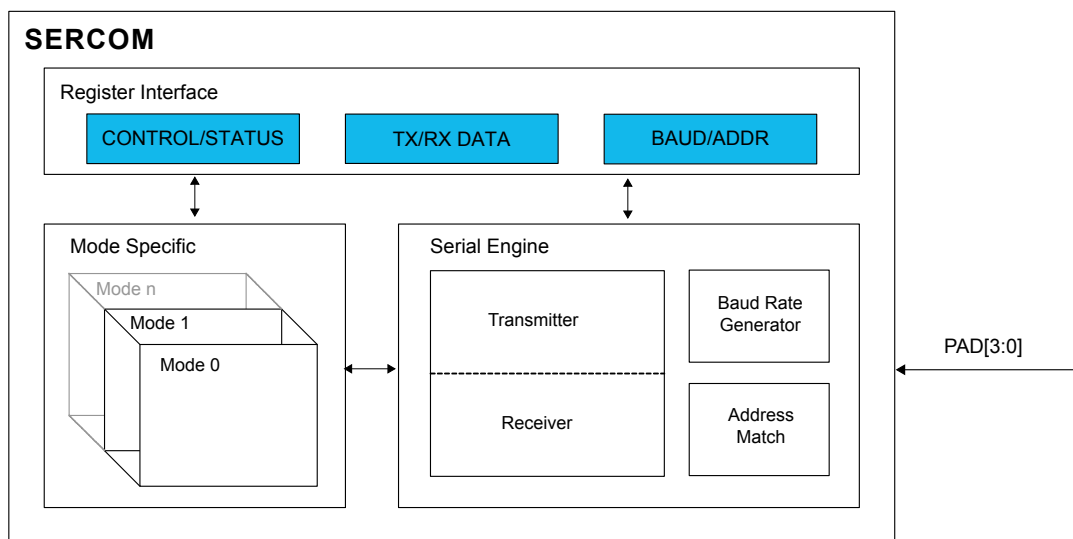 SERCOM
Register Interface
CONTROL/STATUS
TX/RX DATA
BAUD/ADDR
Mode Specific
Mode n
Mode 1
Mode 0
Serial Engine
Transmitter
Receiver
Baud Rate
Generator
Address
Match
PAD[3:0]